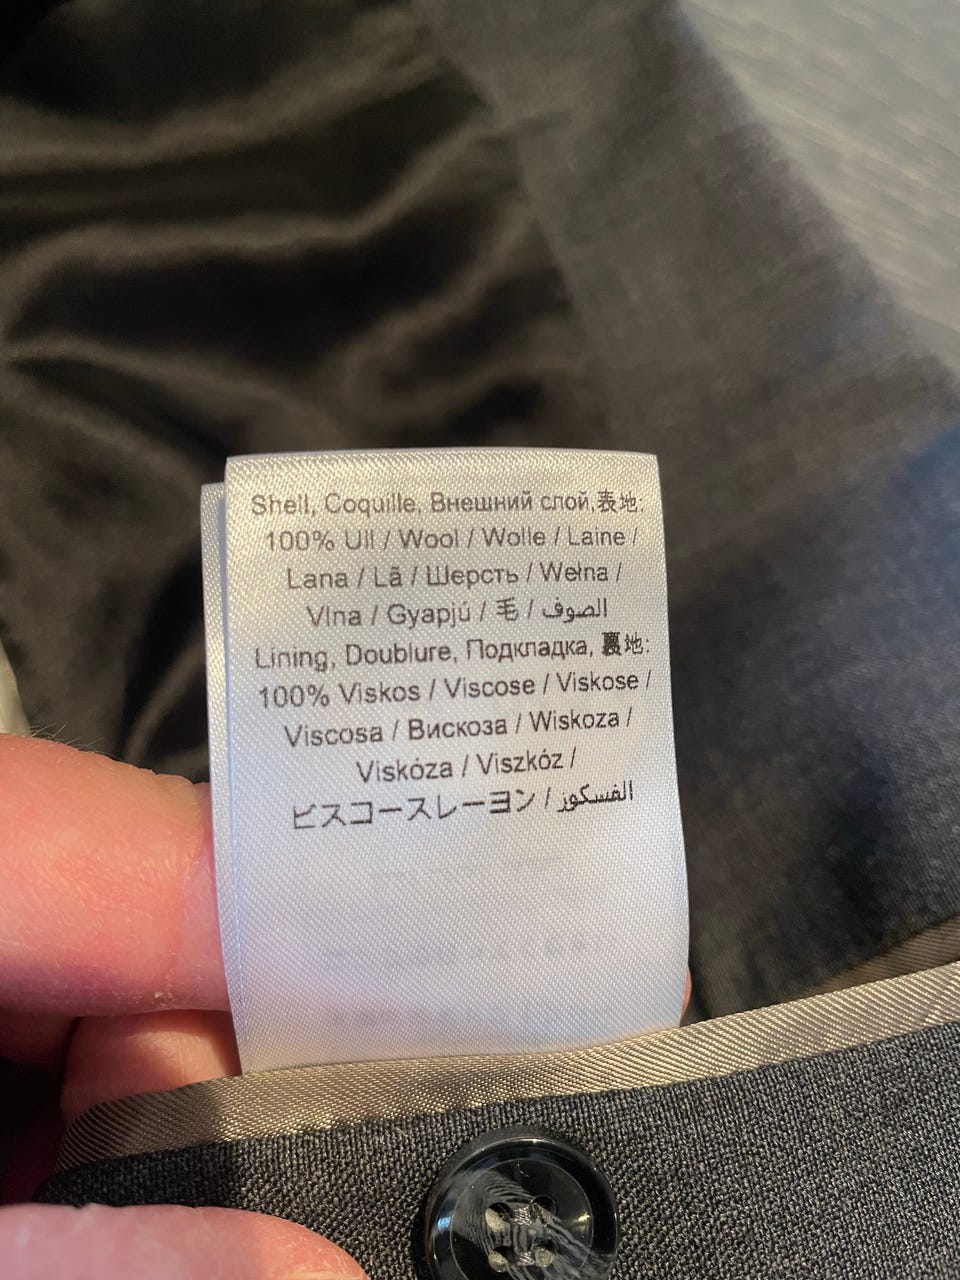 Shell, Coquille, Внешний слой,表地:
100% Ull / Wool / Wolle / Laine /
Lana / Lã / Шерсть / Wełna /
Vlna / Gyapjú / 毛 / الصوف
Lining, Doublure, Подкладка, 裏地:
100% Viskos / Viscose / Viskose /
Viscosa / Вискоза / Wiskoza /
Viskóza / Viszkóz /
ビスコースレーヨン / الفسكوز